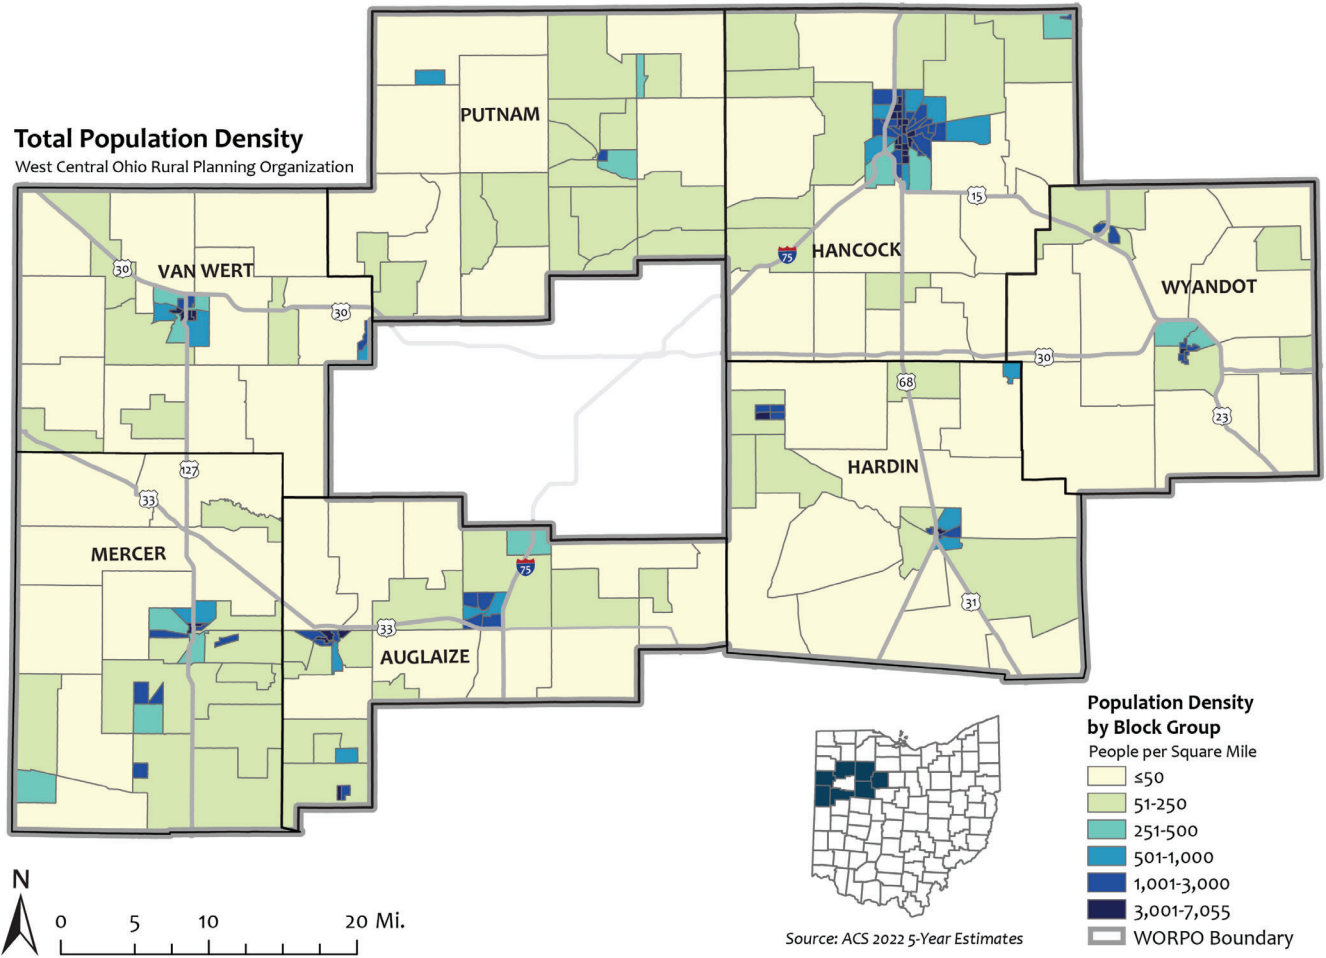 Total Population Density
West Central Ohio Rural Planning Organization
PUTNAM
15
75
HANCOCK
30
VAN WERT
WYANDOT
30
30
68
23
127
33
HARDIN
MERCER
75
31
33
AUGLAIZE
Population Density
by Block Group
People per Square Mile
≤50
51-250
251-500
501-1,000
1,001-3,000
3,001-7,055
WORPO Boundary
N
0 5 10 20 Mi.
Source: ACS 2022 5-Year Estimates